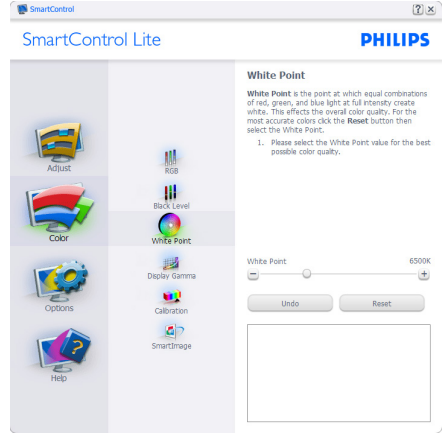 SmartControl
SmartControl Lite
PHILIPS
Adjust
Color
Options
Help
RGB
Black Level
White Point
Display Gamma
Calibration
SmartImage
White Point
White Point is the point at which equal combinations
of red, green, and blue light at full intensity create
white. This effects the overall color quality. For the
most accurate colors click the Reset button then
select the White Point.
1. Please select the White Point value for the best
possible color quality.
White Point 6500K
Undo Reset